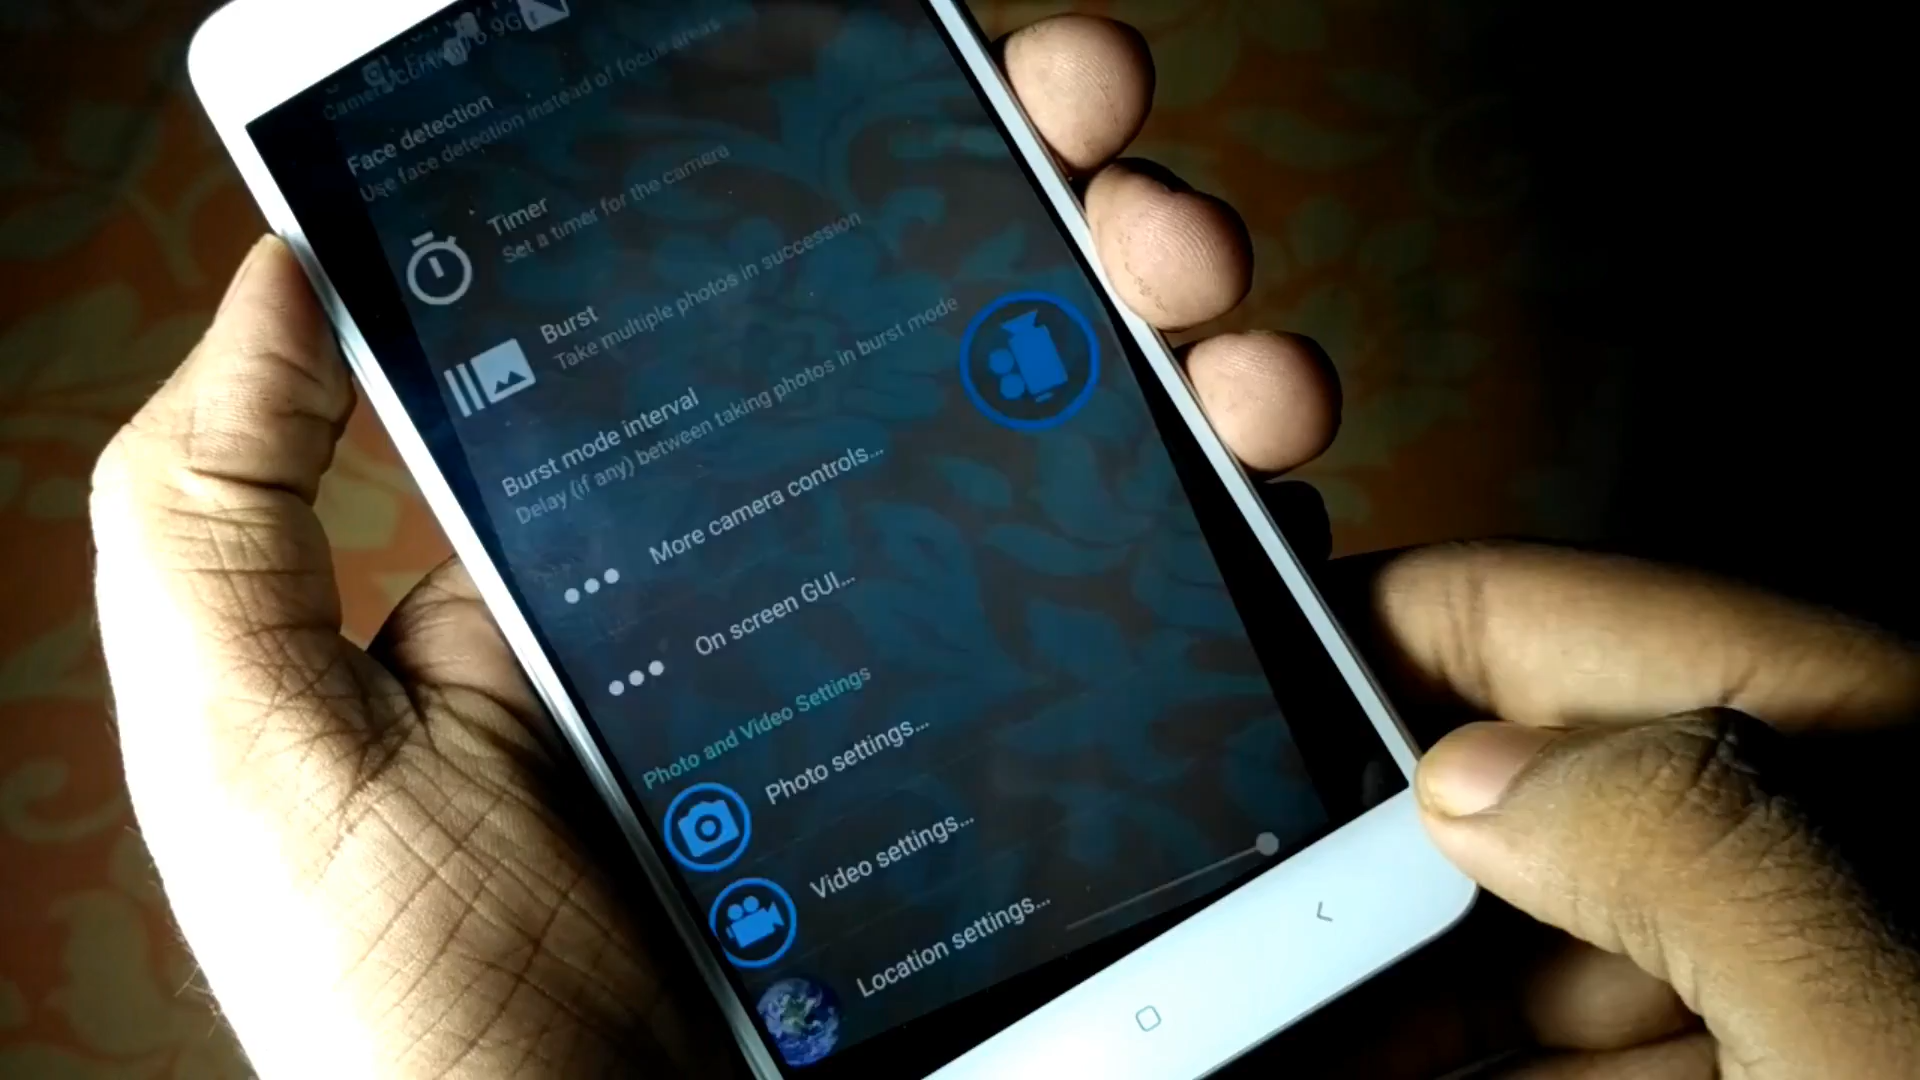 Face detection
Use face detection instead of focus areas
Timer
Set a timer for the camera
Burst
Take multiple photos in succession
Burst mode interval
Delay (if any) between taking photos in burst mode
More camera controls...
On screen GUI...
Photo and Video Settings
Photo settings...
Video settings...
Location settings...